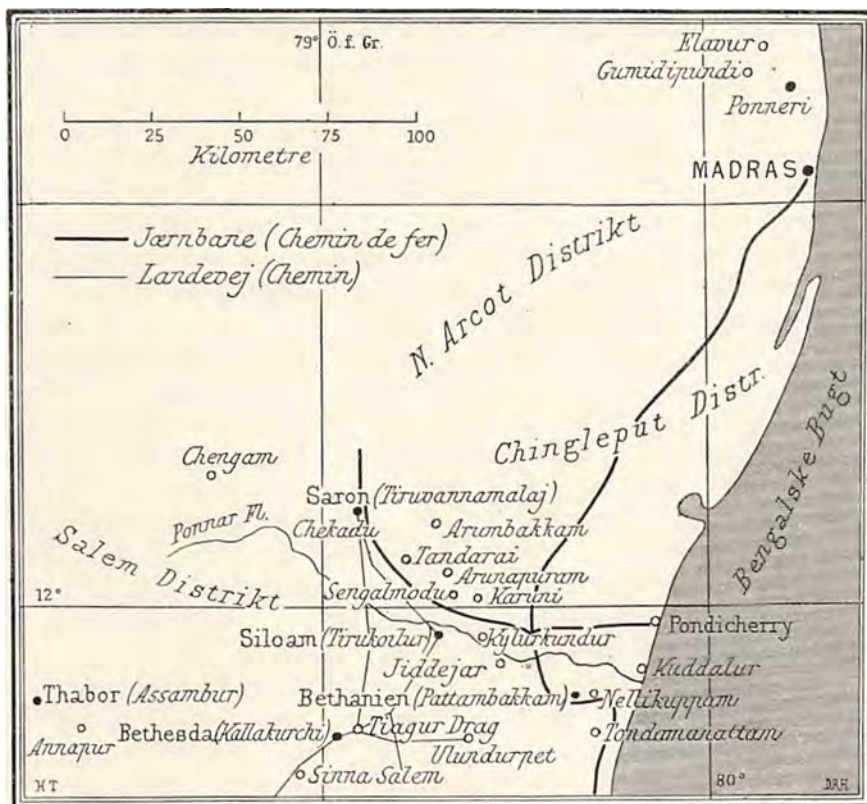 79° Ö.f. Gr.
Elavur
Gumidipundi
Ponneri
0 25 50 75 100
Kilometre
MADRAS
Jærnbane (Chemin de fer)
Landevej (Chemin)
N. Arcot Distrikt
Chingleput Distr.
Bengalske Bugt
Chengam
Saron (Tiruvannamalaj)
Chekadu
Arumbakkam
Ponnar Fl.
Salem Distrikt
Tandarai
Arunapuram
Sengalmodu
Karuni
12°
Pondicherry
Siloam (Tirukoilur)
Kylurkundur
Jiddejar
Kuddalur
Thabor (Assambur)
Bethanien (Pattambakkam)
Nellikuppam
Annapur
Bethesda (Kallakurchi)
Tiagur Drag
Tondamanattam
Ulundurpet
Sinna Salem
HT
80°
DRH